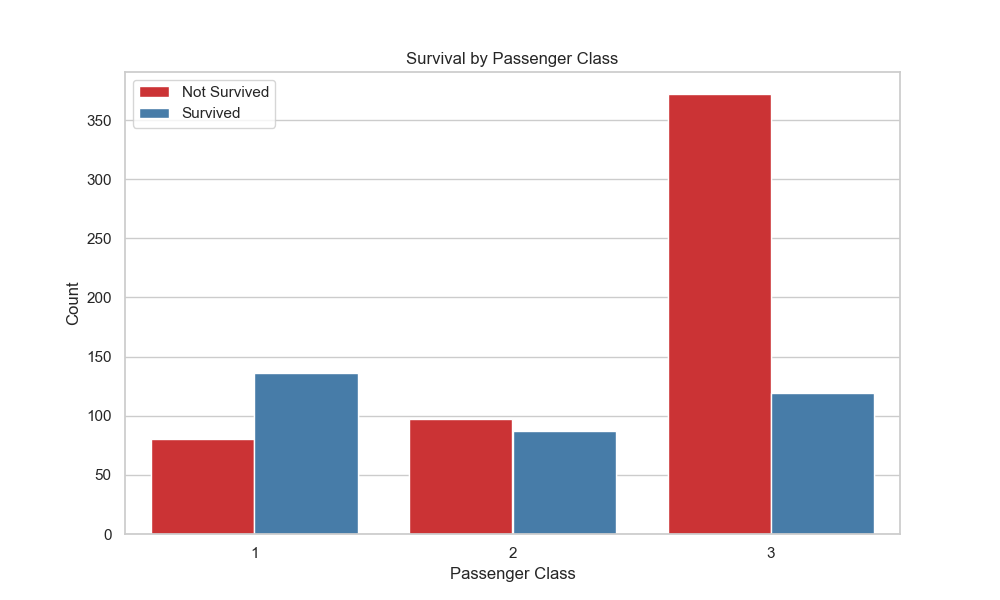 Survival by Passenger Class
Not Survived
Survived
350
300
250
200
150
100
50
0
Count
1 2 3
Passenger Class